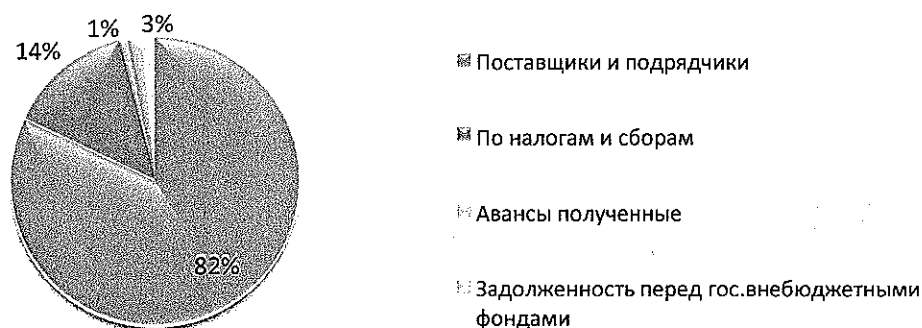 1% 3%
14%
82%
Поставщики и подрядчики
По налогам и сборам
Авансы полученные
Задолженность перед гос.внебюджетными
фондами